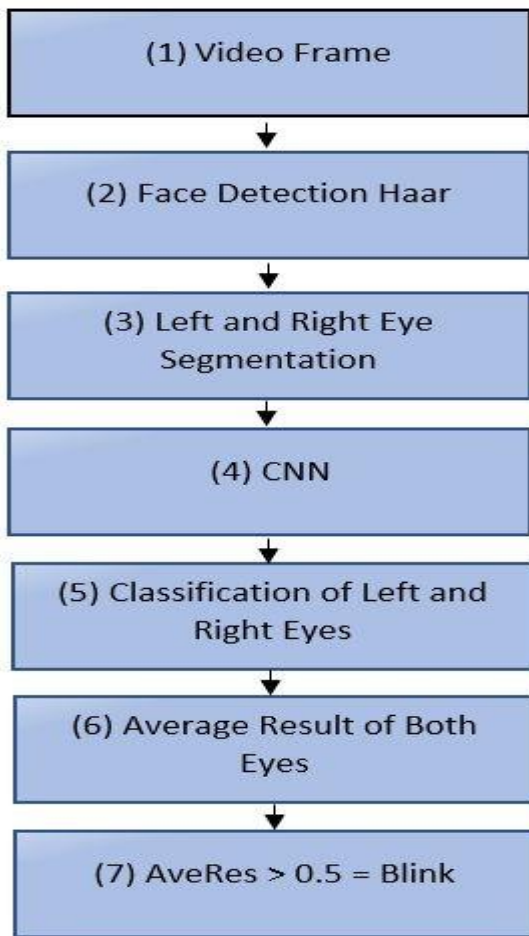 (1) Video Frame
(2) Face Detection Haar
(3) Left and Right Eye
Segmentation
(4) CNN
(5) Classification of Left and
Right Eyes
(6) Average Result of Both
Eyes
(7) AveRes > 0.5 = Blink